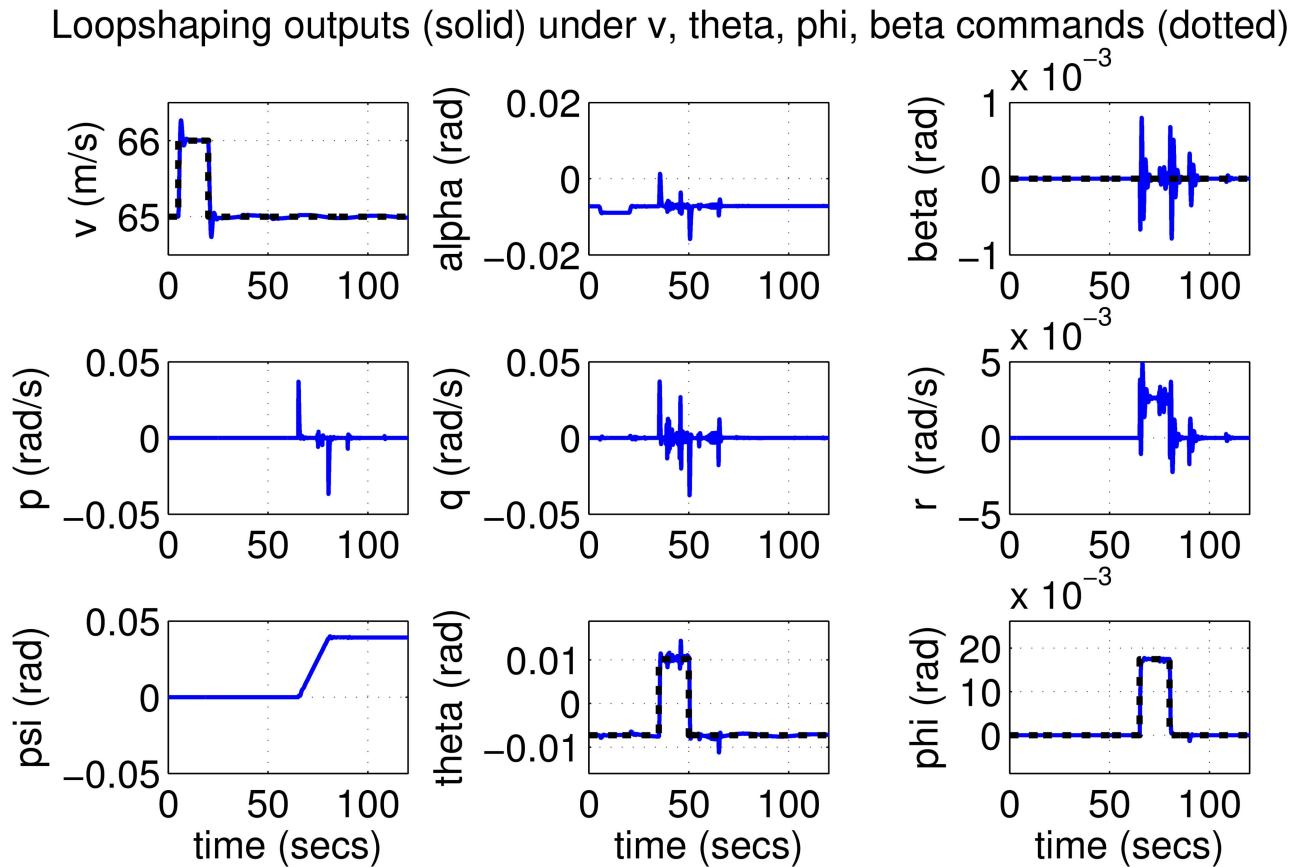 Loopshaping outputs (solid) under v, theta, phi, beta commands (dotted)
v (m/s)
66
65
0 50 100
alpha (rad)
0.02
0
−0.02
0 50 100
x 10−3
beta (rad)
1
0
−1
0 50 100
p (rad/s)
0.05
0
−0.05
0 50 100
q (rad/s)
0.05
0
−0.05
0 50 100
x 10−3
r (rad/s)
5
0
−5
0 50 100
psi (rad)
0.05
0
−0.05
0 50 100
time (secs)
theta (rad)
0.01
0
−0.01
0 50 100
time (secs)
x 10−3
phi (rad)
20
10
0
0 50 100
time (secs)